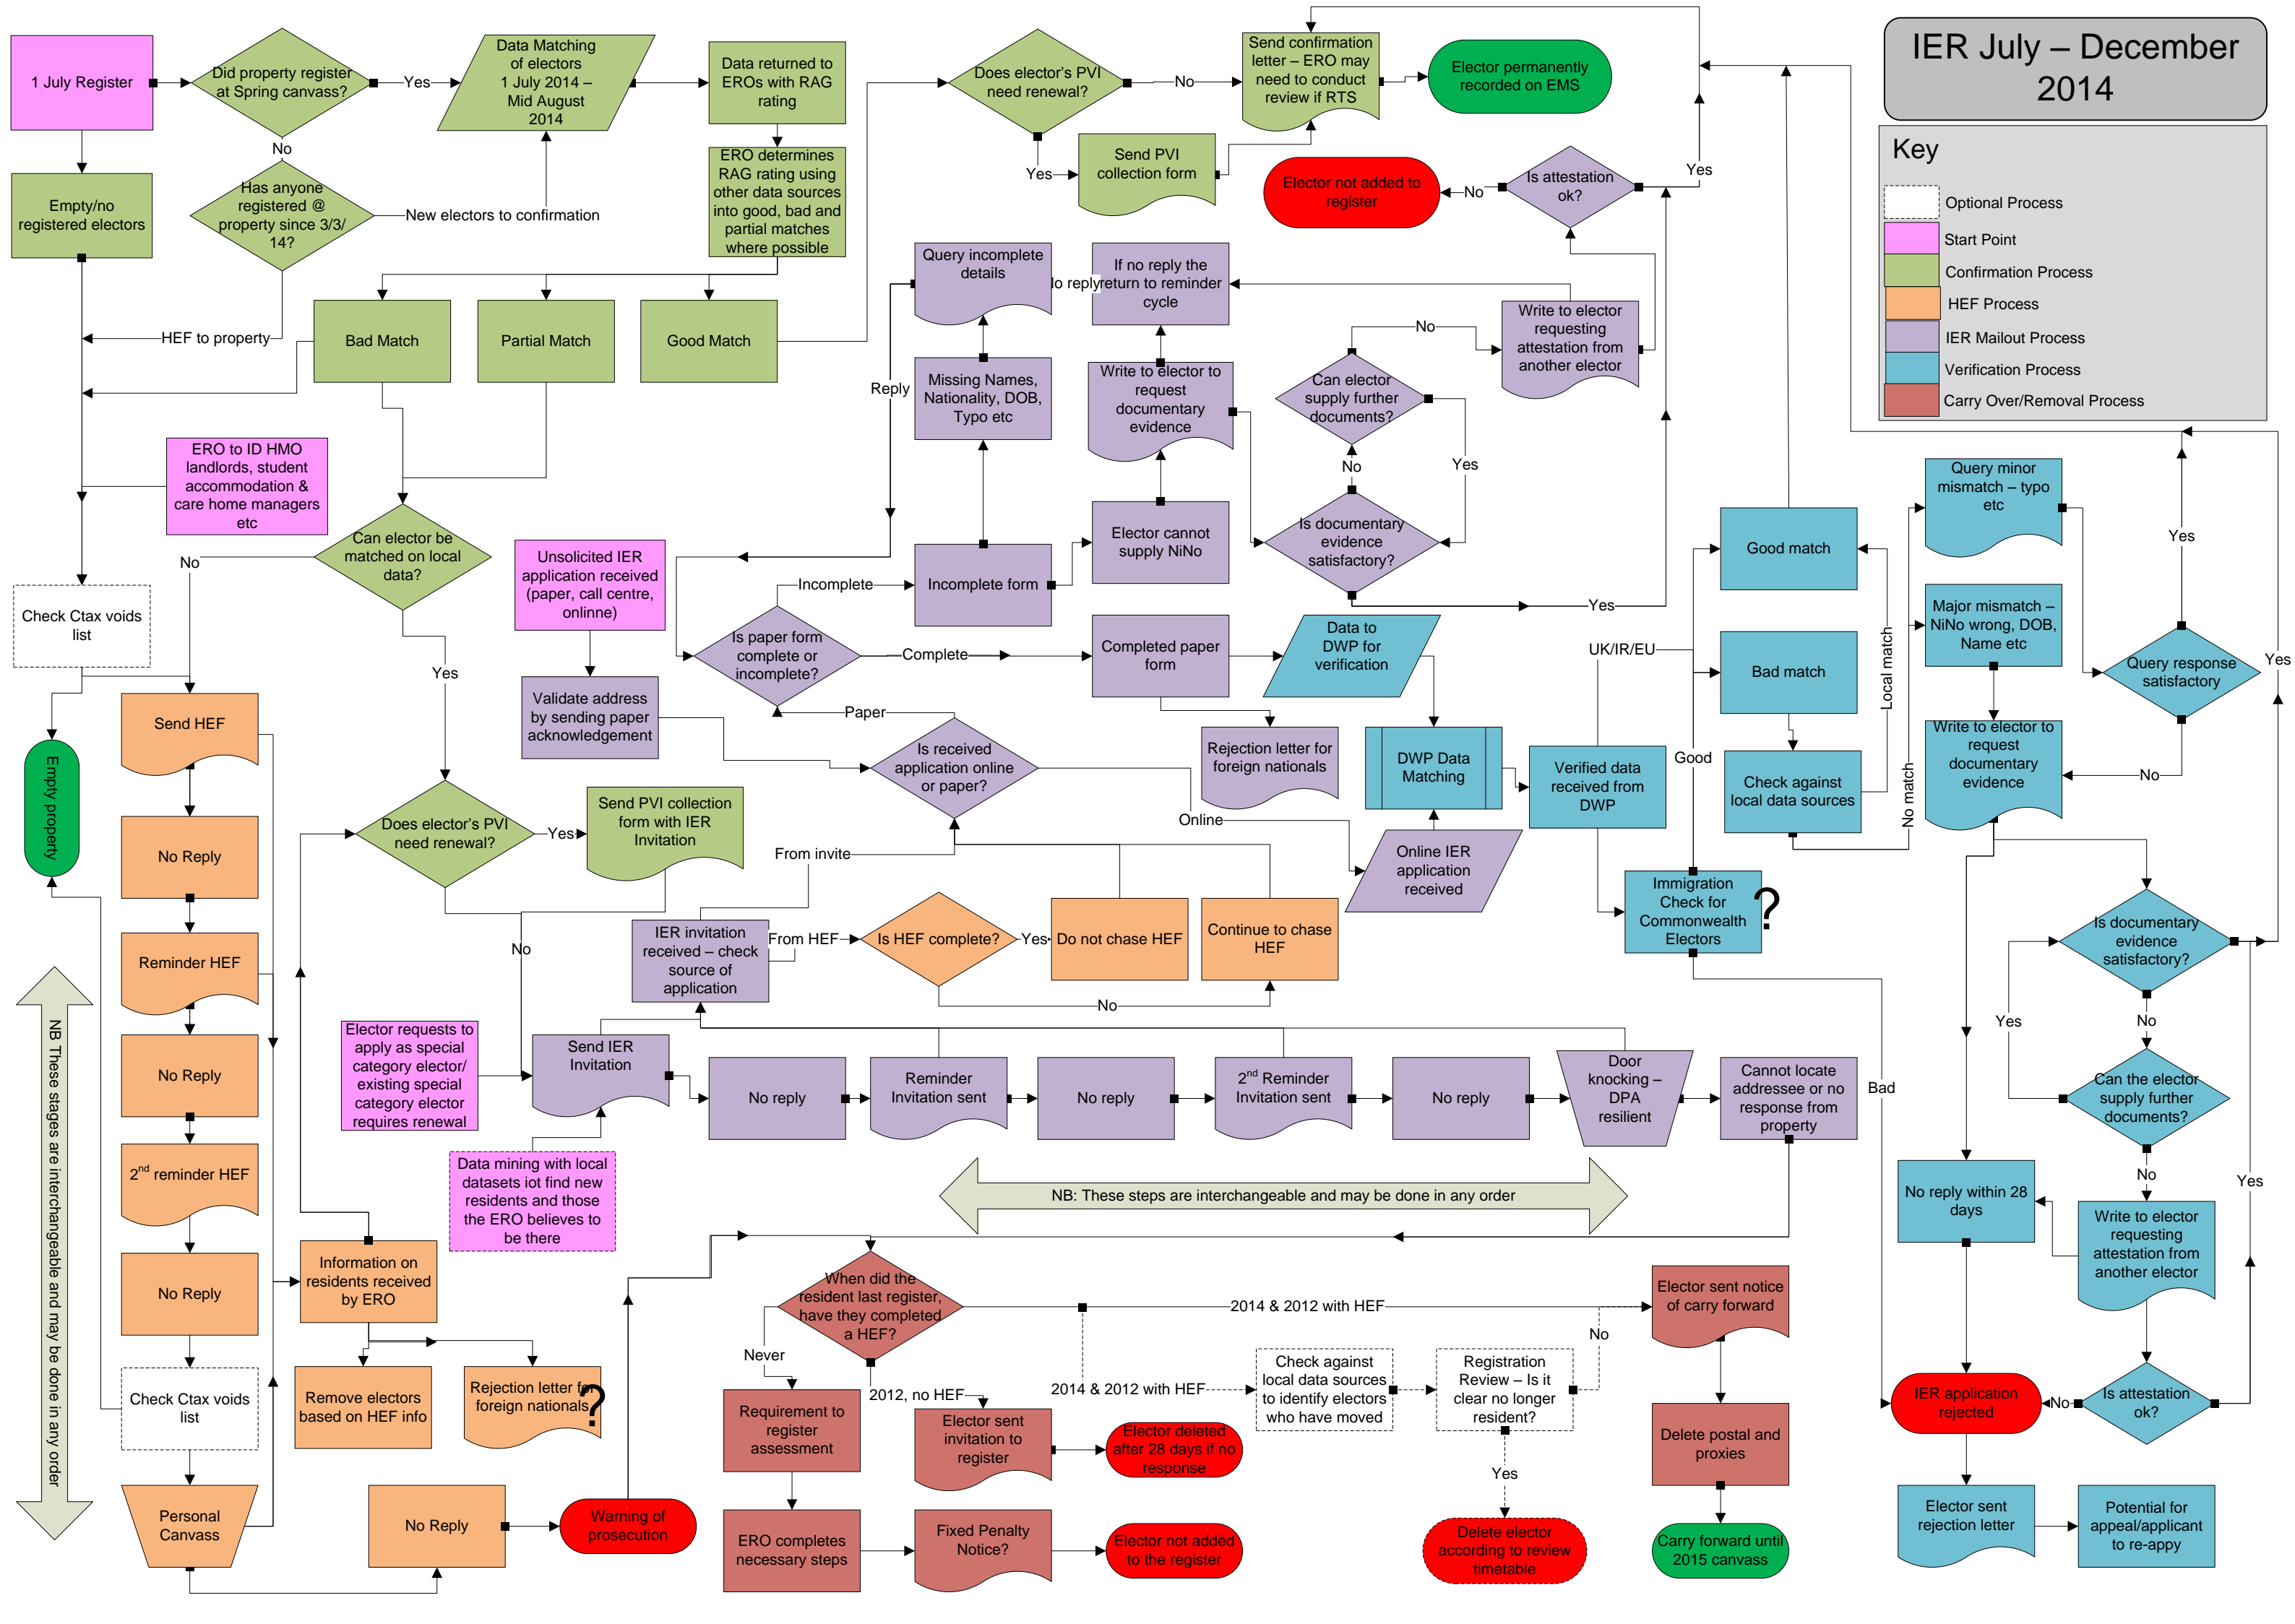 IER July – December
2014
Key
Optional Process
Start Point
Confirmation Process
HEF Process
IER Mailout Process
Verification Process
Carry Over/Removal Process
1 July Register
Did property register
at Spring canvass?
Yes
No
Data Matching
of electors
1 July 2014 –
Mid August
2014
Data returned to
EROs with RAG
rating
ERO determines
RAG rating using
other data sources
into good, bad and
partial matches
where possible
Empty/no
registered electors
Has anyone
registered @
property since 3/3/
14?
New electors to confirmation
HEF to property
Bad Match
Partial Match
Good Match
Does elector's PVI
need renewal?
No
Yes
Send PVI
collection form
Send confirmation
letter – ERO may
need to conduct
review if RTS
Elector permanently
recorded on EMS
Elector not added to
register
No
Is attestation
ok?
Yes
Query incomplete
details
lo reply
If no reply the
return to reminder
cycle
Write to elector
requesting
attestation from
another elector
No
Can elector
supply further
documents?
Missing Names,
Nationality, DOB,
Typo etc
Write to elector to
request
documentary
evidence
Reply
No
Yes
Is documentary
evidence
satisfactory?
Yes
ERO to ID HMO
landlords, student
accommodation &
care home managers
etc
Can elector be
matched on local
data?
No
Yes
Unsolicited IER
application received
(paper, call centre,
onlinne)
Incomplete
Incomplete form
Elector cannot
supply NiNo
Check Ctax voids
list
Is paper form
complete or
incomplete?
Complete
Completed paper
form
Data to
DWP for
verification
Validate address
by sending paper
acknowledgement
Paper
Is received
application online
or paper?
Online
Rejection letter for
foreign nationals
DWP Data
Matching
Verified data
received from
DWP
UK/IR/EU
Good
Good match
Bad match
Check against
local data sources
Local match
No match
Query minor
mismatch – typo
etc
Major mismatch –
NiNo wrong, DOB,
Name etc
Query response
satisfactory
Yes
Yes
No
Write to elector to
request
documentary
evidence
Online IER
application
received
Immigration
Check for
Commonwealth
Electors
?
Bad
Is documentary
evidence
satisfactory?
No
Yes
Can the elector
supply further
documents?
No
Write to elector
requesting
attestation from
another elector
No reply within 28
days
Yes
Is attestation
ok?
No
IER application
rejected
Elector sent
rejection letter
Potential for
appeal/applicant
to re-appy
Send HEF
Empty property
No Reply
Reminder HEF
No Reply
2nd reminder HEF
No Reply
Check Ctax voids
list
Personal
Canvass
NB These stages are interchangeable and may be done in any order
Does elector's PVI
need renewal?
Yes
No
Send PVI collection
form with IER
Invitation
From invite
IER invitation
received – check
source of
application
From HEF
Is HEF complete?
Yes
No
Do not chase HEF
Continue to chase
HEF
Elector requests to
apply as special
category elector/
existing special
category elector
requires renewal
Send IER
Invitation
No reply
Reminder
Invitation sent
No reply
2nd Reminder
Invitation sent
No reply
Door
knocking –
DPA
resilient
Cannot locate
addressee or no
response from
property
Data mining with local
datasets iot find new
residents and those
the ERO believes to
be there
NB: These steps are interchangeable and may be done in any order
Information on
residents received
by ERO
Remove electors
based on HEF info
Rejection letter for
foreign nationals
?
No Reply
Warning of
prosecution
When did the
resident last register,
have they completed
a HEF?
2014 & 2012 with HEF
Never
2012, no HEF
2014 & 2012 with HEF
Requirement to
register
assessment
Elector sent
invitation to
register
Elector deleted
after 28 days if no
response
Check against
local data sources
to identify electors
who have moved
Registration
Review – Is it
clear no longer
resident?
No
Yes
Elector sent notice
of carry forward
Delete postal and
proxies
Carry forward until
2015 canvass
ERO completes
necessary steps
Fixed Penalty
Notice?
Elector not added
to the register
Delete elector
according to review
timetable